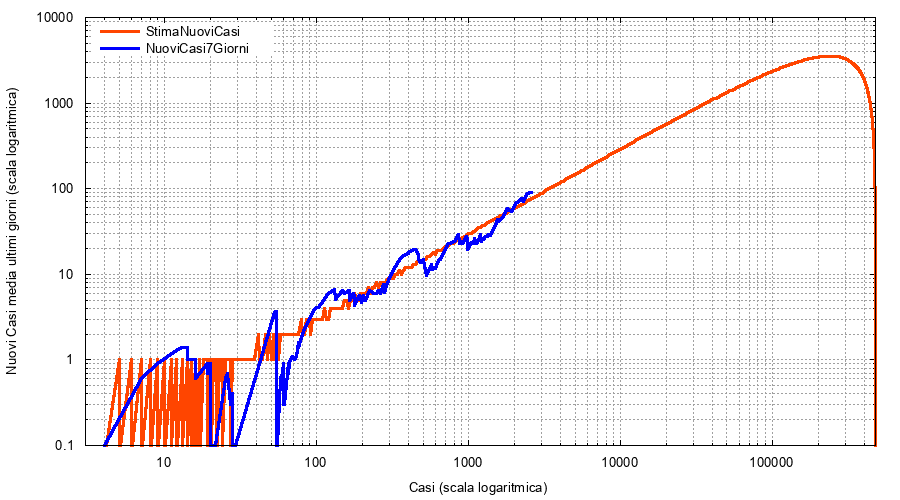 10000
StimaNuoviCasi
NuoviCasi7Giorni
1000
100
10
1
0.1
Nuovi Casi media ultimi giorni (scala logaritmica)
10 100 1000 10000 100000
Casi (scala logaritmica)